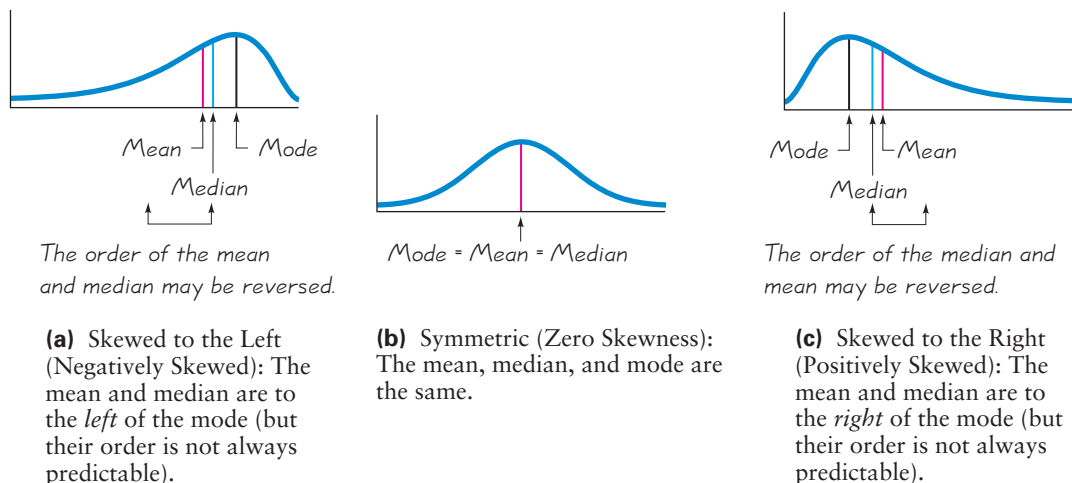 Mean
Mode
Median
The order of the mean
and median may be reversed.
(a) Skewed to the Left
(Negatively Skewed): The
mean and median are to
the left of the mode (but
their order is not always
predictable).
Mode = Mean = Median
(b) Symmetric (Zero Skewness):
The mean, median, and mode are
the same.
Mode
Mean
Median
The order of the median and
mean may be reversed.
(c) Skewed to the Right
(Positively Skewed): The
mean and median are to
the right of the mode (but
their order is not always
predictable).